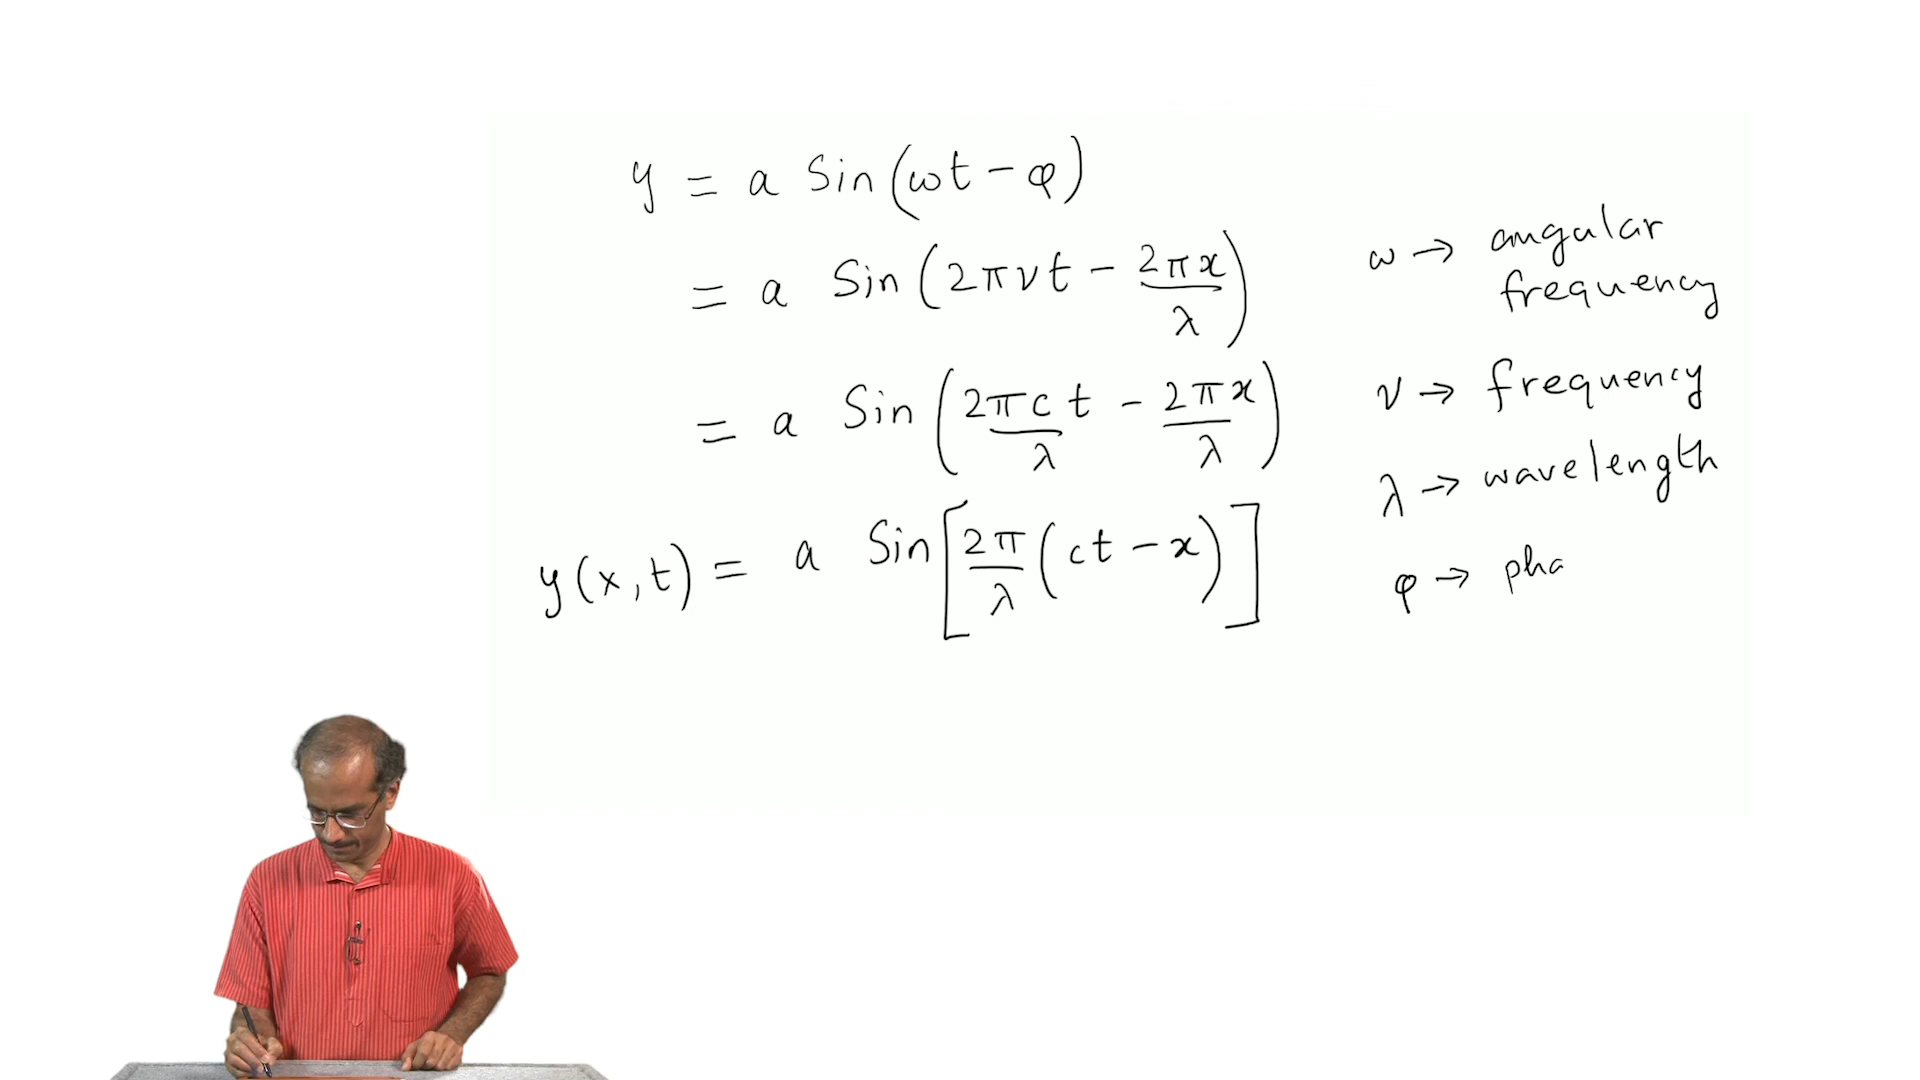 y = a Sin(ωt − φ)
= a Sin(2πνt − 2πx/λ)
= a Sin(2πc/λ t − 2πx/λ)
y(x,t) = a Sin[2π/λ (ct − x)]
ω → angular
frequency
ν → frequency
λ → wavelength
φ → pha